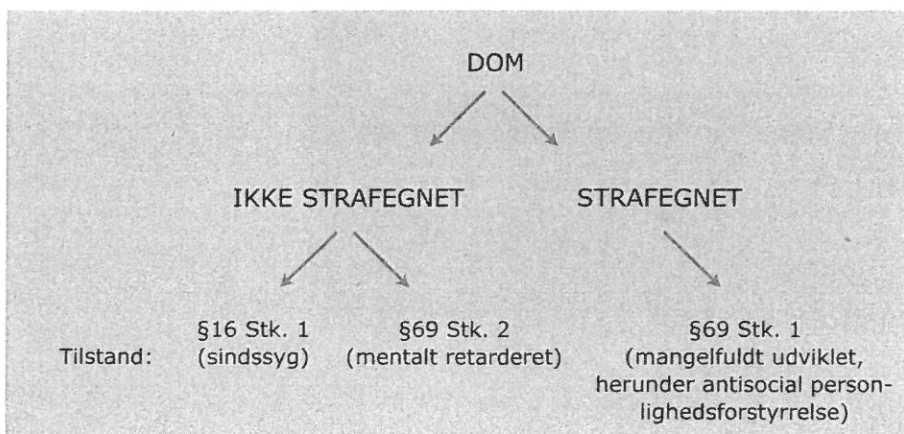 DOM
IKKE STRAFEGNET STRAFEGNET
§16 Stk. 1 §69 Stk. 2 §69 Stk. 1
Tilstand: (sindssyg) (mentalt retarderet) (mangelfuldt udviklet,
herunder antisocial person-
lighedsforstyrrelse)